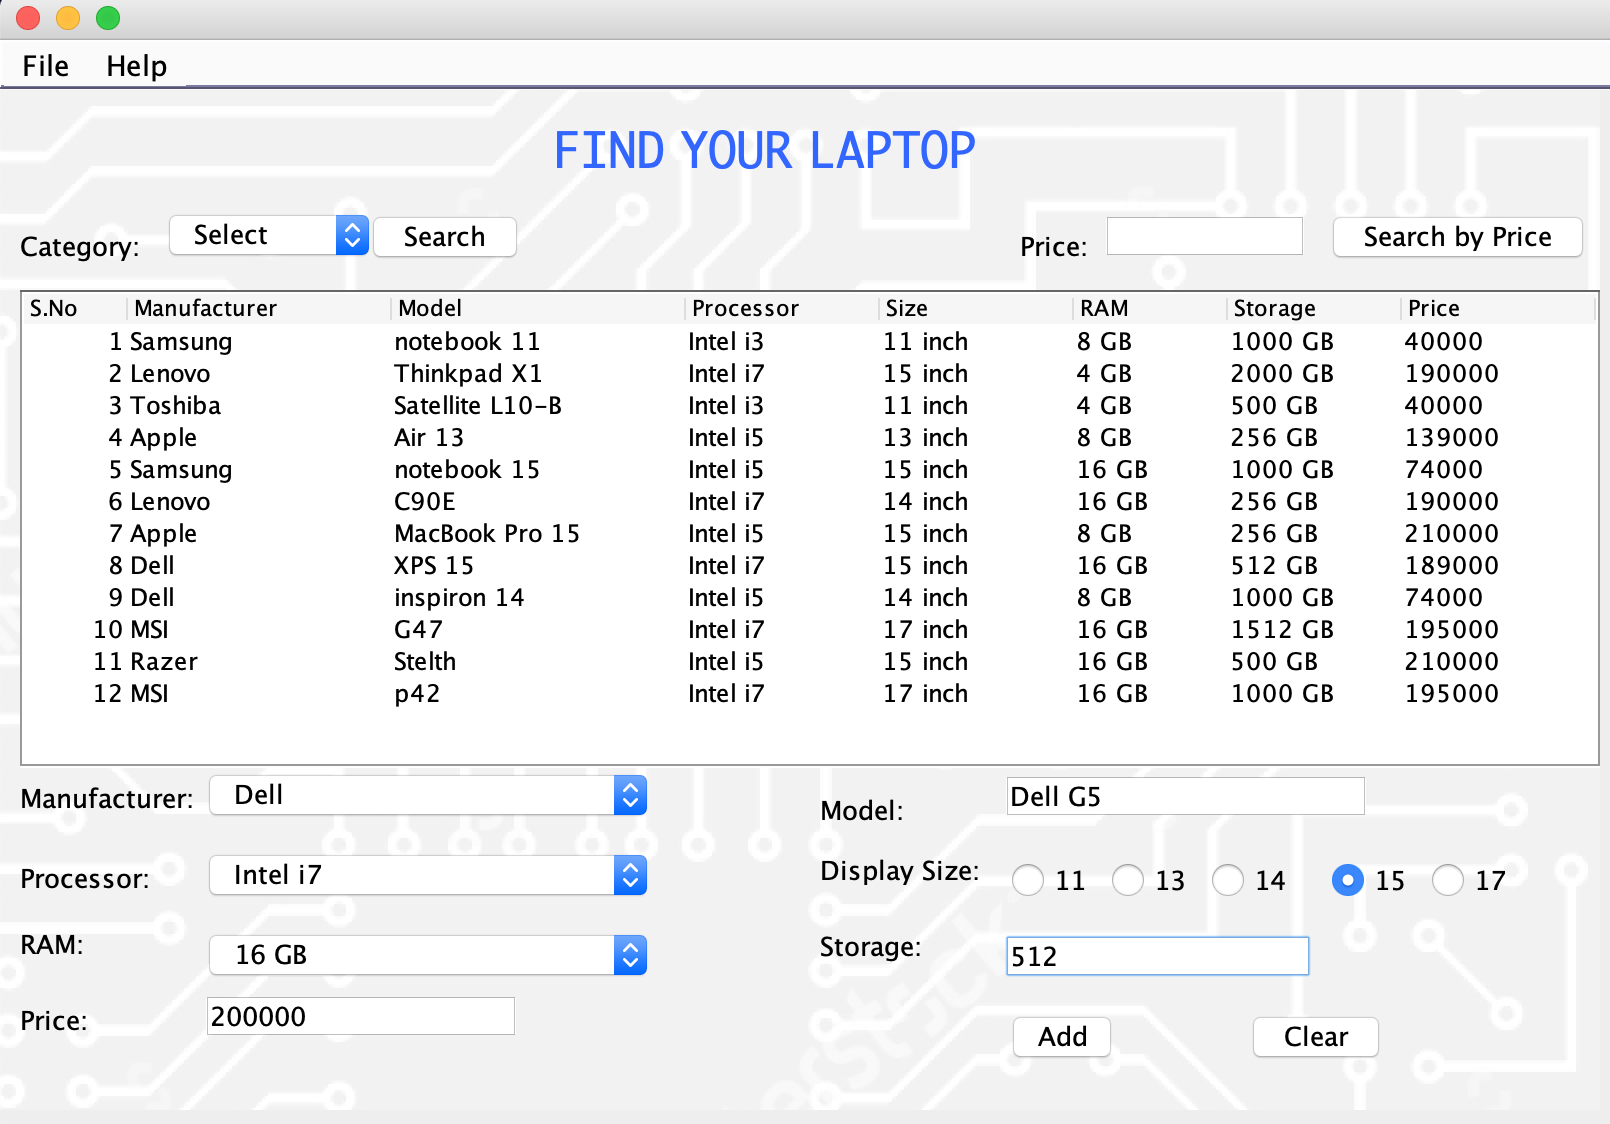 File Help
FIND YOUR LAPTOP
Category: Select Search Price: Search by Price
S.No Manufacturer Model Processor Size RAM Storage Price
1 Samsung notebook 11 Intel i3 11 inch 8 GB 1000 GB 40000
2 Lenovo Thinkpad X1 Intel i7 15 inch 4 GB 2000 GB 190000
3 Toshiba Satellite L10-B Intel i3 11 inch 4 GB 500 GB 40000
4 Apple Air 13 Intel i5 13 inch 8 GB 256 GB 139000
5 Samsung notebook 15 Intel i5 15 inch 16 GB 1000 GB 74000
6 Lenovo C90E Intel i7 14 inch 16 GB 256 GB 190000
7 Apple MacBook Pro 15 Intel i5 15 inch 8 GB 256 GB 210000
8 Dell XPS 15 Intel i7 15 inch 16 GB 512 GB 189000
9 Dell inspiron 14 Intel i5 14 inch 8 GB 1000 GB 74000
10 MSI G47 Intel i7 17 inch 16 GB 1512 GB 195000
11 Razer Stelth Intel i5 15 inch 16 GB 500 GB 210000
12 MSI p42 Intel i7 17 inch 16 GB 1000 GB 195000
Manufacturer: Dell Model: Dell G5
Processor: Intel i7 Display Size: 11 13 14 15 17
RAM: 16 GB Storage: 512
Price: 200000 Add Clear